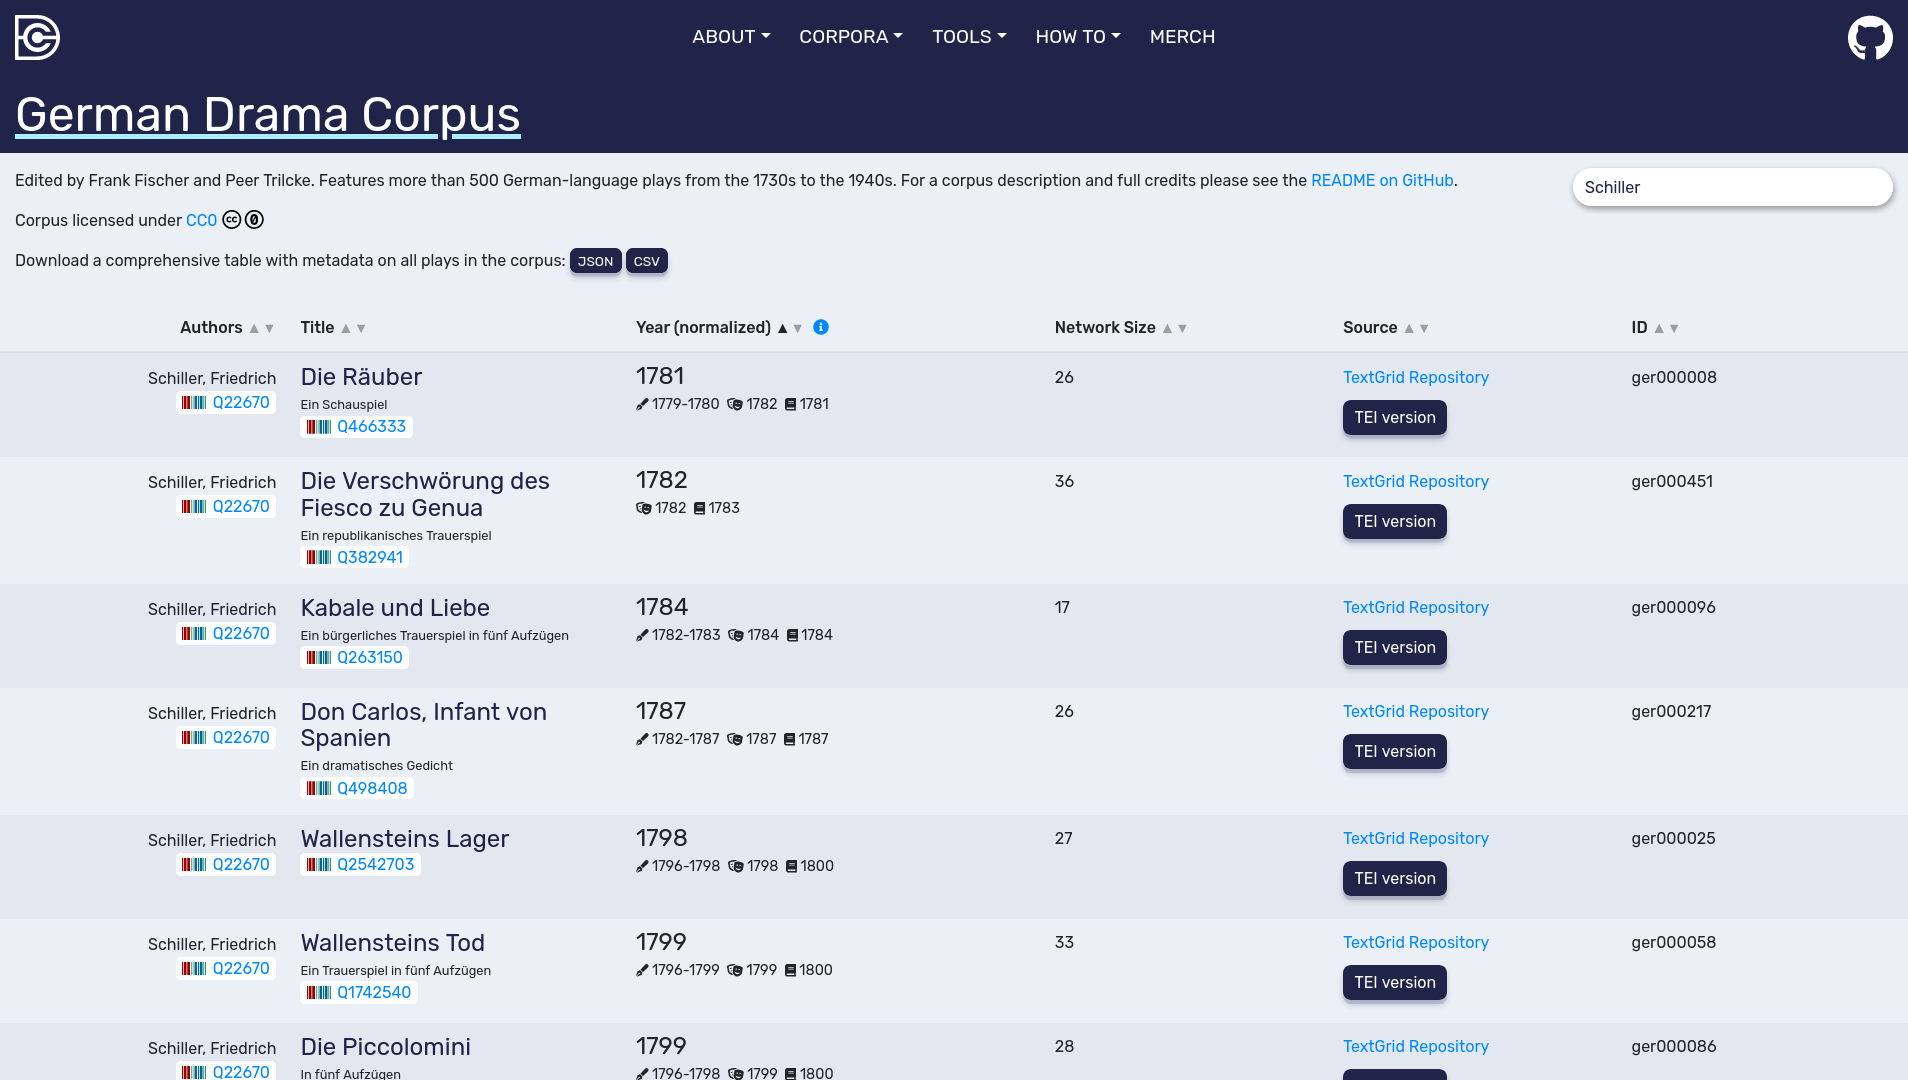 ABOUT CORPORA TOOLS HOW TO MERCH
German Drama Corpus
Edited by Frank Fischer and Peer Trilcke. Features more than 500 German-language plays from the 1730s to the 1940s. For a corpus description and full credits please see the README on GitHub.
Schiller
Corpus licensed under CC0
Download a comprehensive table with metadata on all plays in the corpus: JSON CSV
Authors ▲▼ Title ▲▼ Year (normalized) ▲▼ Network Size ▲▼ Source ▲▼ ID ▲▼
Schiller, Friedrich Die Räuber 1781 26 TextGrid Repository ger000008
Q22670 Ein Schauspiel 1779-1780 1782 1781 TEI version
Q466333
Schiller, Friedrich Die Verschwörung des 1782 36 TextGrid Repository ger000451
Q22670 Fiesco zu Genua 1782 1783 TEI version
Ein republikanisches Trauerspiel
Q382941
Schiller, Friedrich Kabale und Liebe 1784 17 TextGrid Repository ger000096
Q22670 Ein bürgerliches Trauerspiel in fünf Aufzügen 1782-1783 1784 1784 TEI version
Q263150
Schiller, Friedrich Don Carlos, Infant von 1787 26 TextGrid Repository ger000217
Q22670 Spanien 1782-1787 1787 1787 TEI version
Ein dramatisches Gedicht
Q498408
Schiller, Friedrich Wallensteins Lager 1798 27 TextGrid Repository ger000025
Q22670 Q2542703 1796-1798 1798 1800 TEI version
Schiller, Friedrich Wallensteins Tod 1799 33 TextGrid Repository ger000058
Q22670 Ein Trauerspiel in fünf Aufzügen 1796-1799 1799 1800 TEI version
Q1742540
Schiller, Friedrich Die Piccolomini 1799 28 TextGrid Repository ger000086
Q22670 In fünf Aufzügen 1796-1798 1799 1800